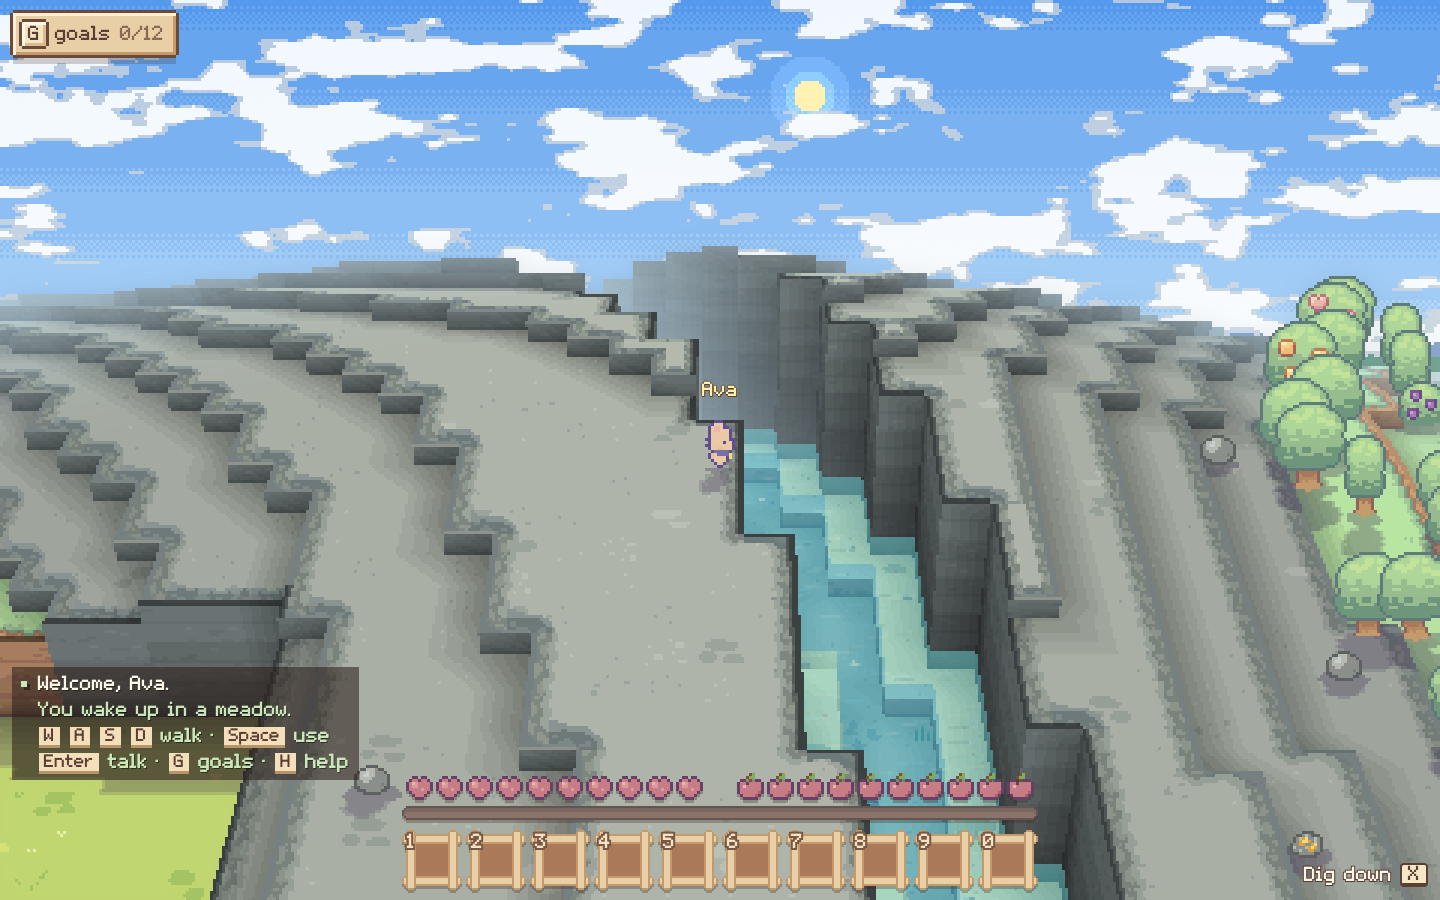 G goals 0/12
Ava
Welcome, Ava.
You wake up in a meadow.
W A S D walk · Space use
Enter talk · G goals · H help
1 2 3 4 5 6 7 8 9 0
Dig down X